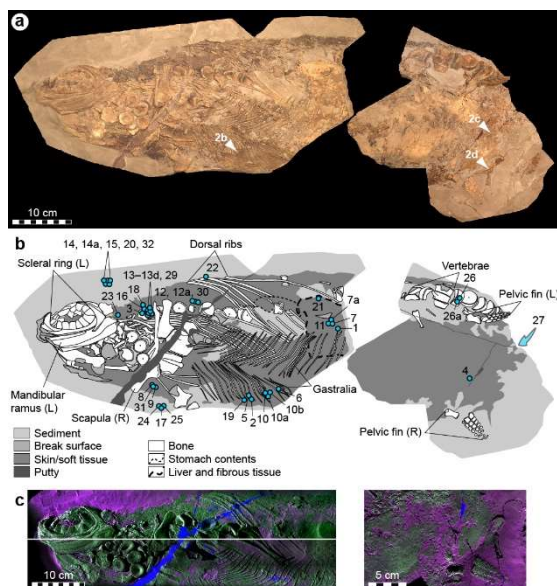 a
2b
2c
2d
10 cm
b
14, 14a, 15, 20, 32
Scleral ring (L)
13–13d, 29
Dorsal ribs
18
12, 12a, 30
22
23 16
3
21
7a
7
11
1
Vertebrae
26
26a
Pelvic fin (L)
27
4
Mandibular
ramus (L)
Scapula (R)
8
31 9
24 17 25
19 5 2 10
10a
6
10b
Gastralia
Pelvic fin (R)
Sediment
Break surface
Skin/soft tissue
Putty
Bone
Stomach contents
Liver and fibrous tissue
c
10 cm
5 cm